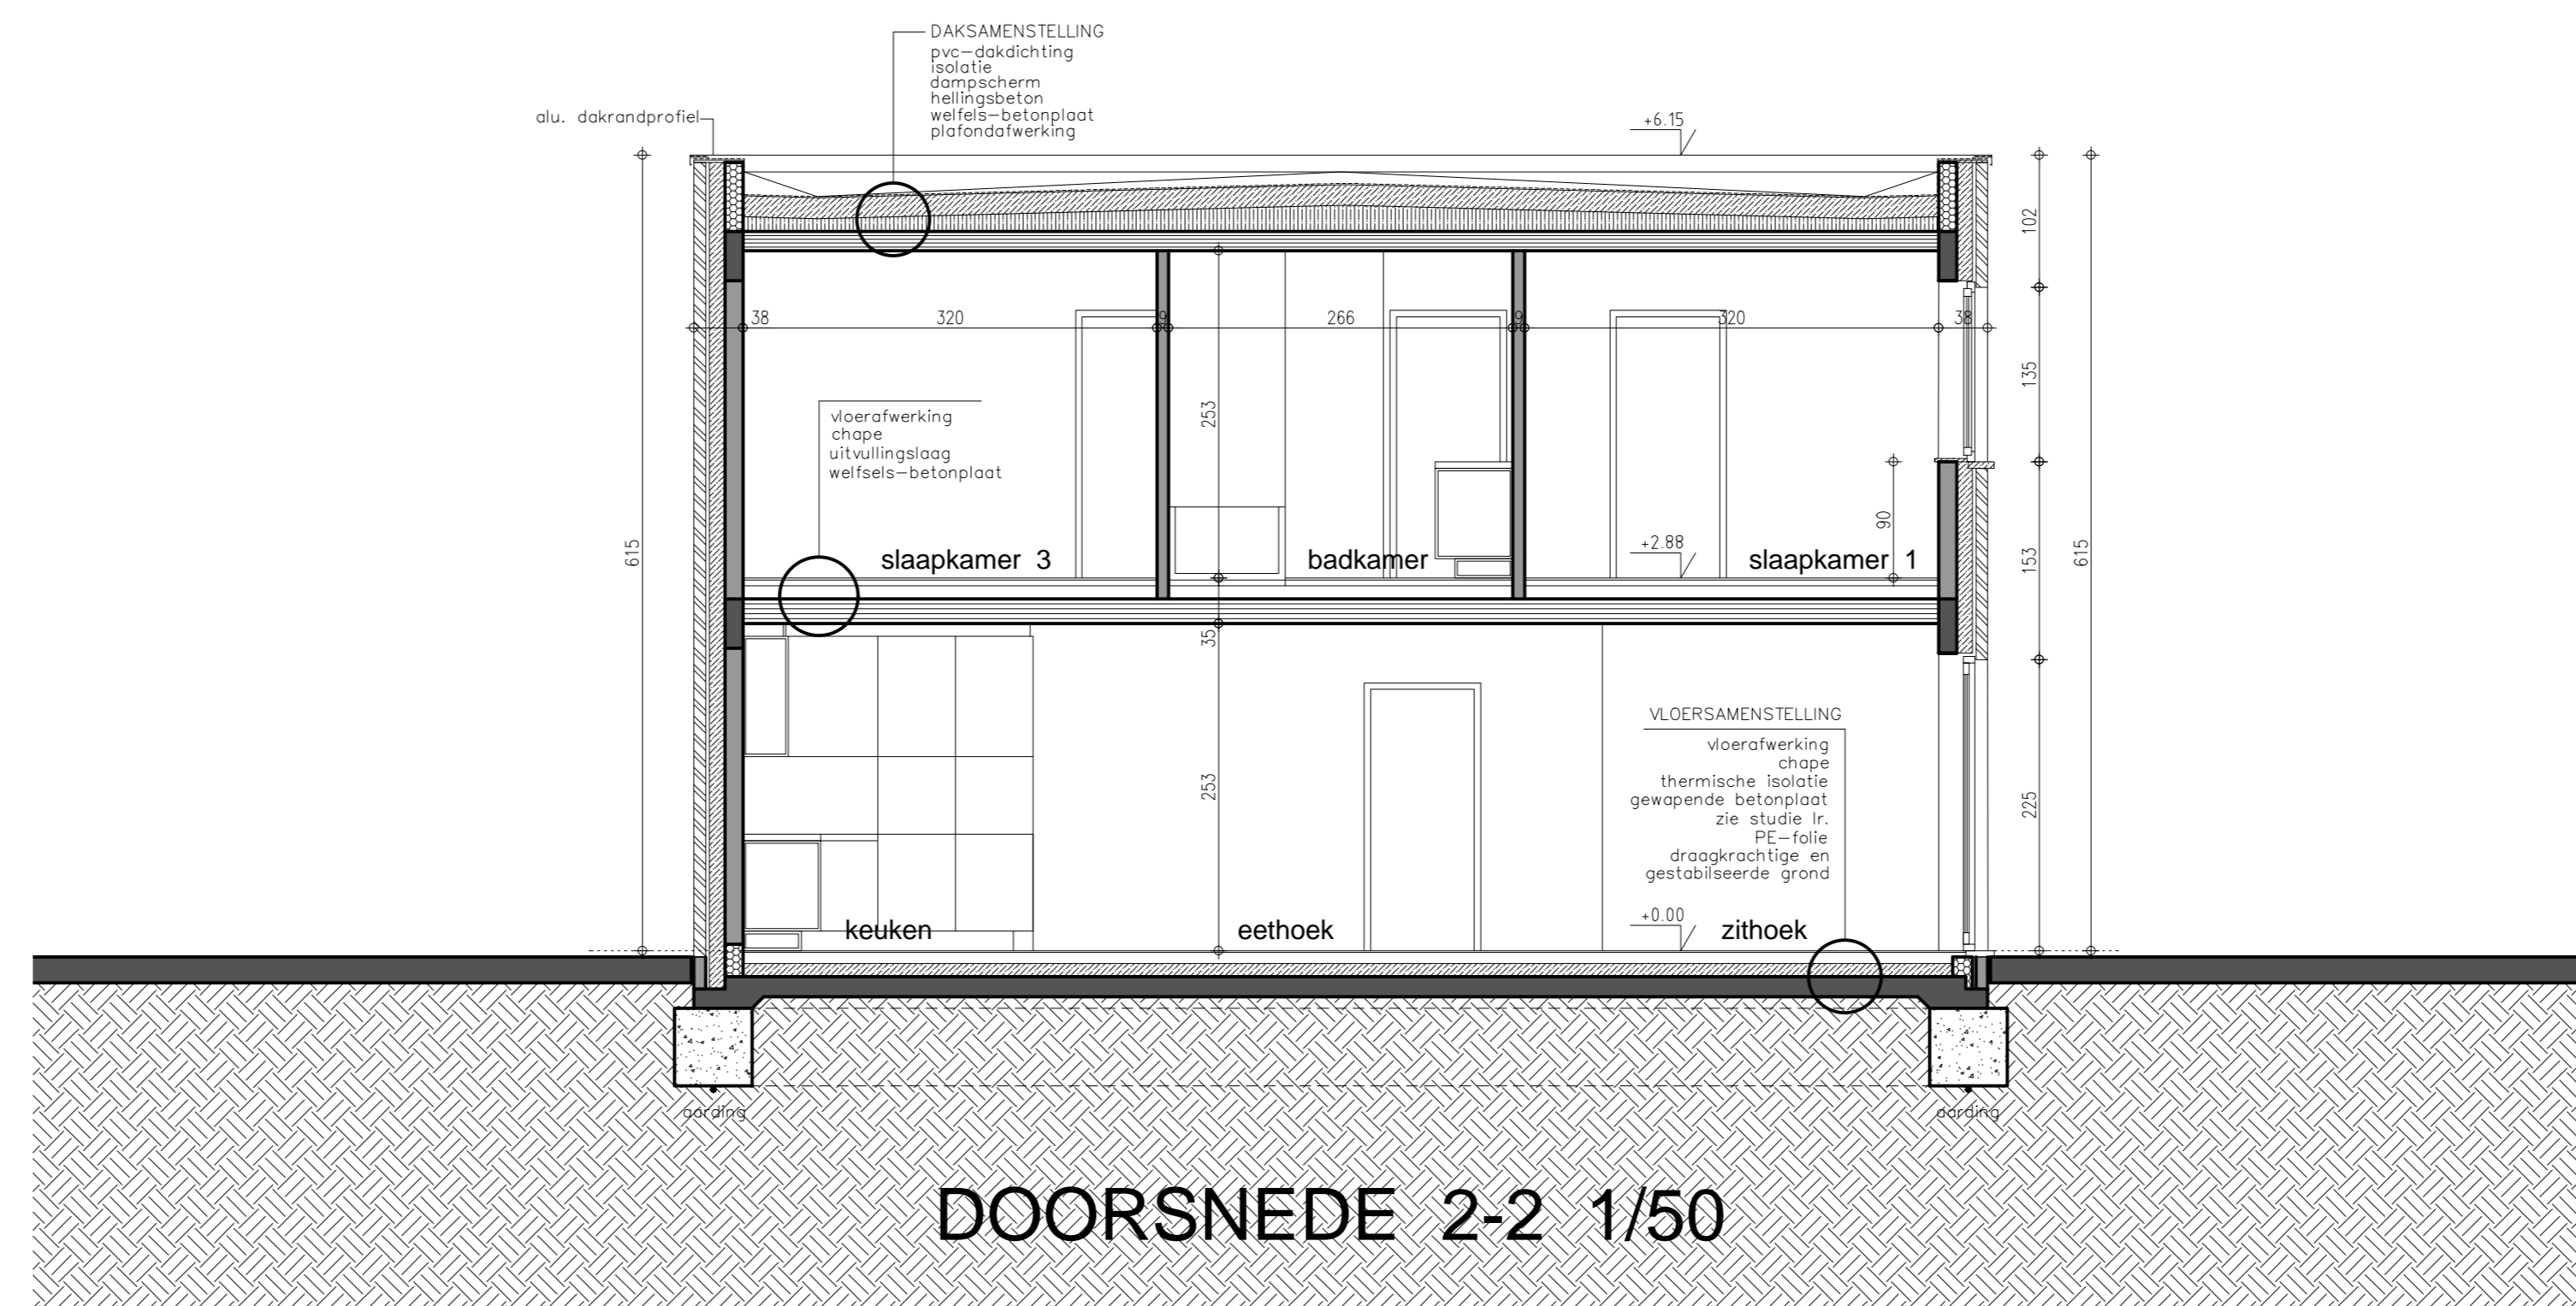 DAKSAMENSTELLING
pvc-dakdichting
isolatie
dampscherm
hellingsbeton
welfels-betonplaat
plafondafwerking
alu. dakrandprofiel
+6.15
102
38
320
9
266
9
320
38
135
253
vloerafwerking
chape
uitvullingslaag
welfsels-betonplaat
90
615
slaapkamer 3
badkamer
+2.88
slaapkamer 1
153
615
35
VLOERSAMENSTELLING
vloerafwerking
chape
thermische isolatie
gewapende betonplaat
zie studie Ir.
PE-folie
draagkrachtige en
gestabilseerde grond
253
225
keuken
eethoek
+0.00
zithoek
aarding
aarding
DOORSNEDE 2-2 1/50